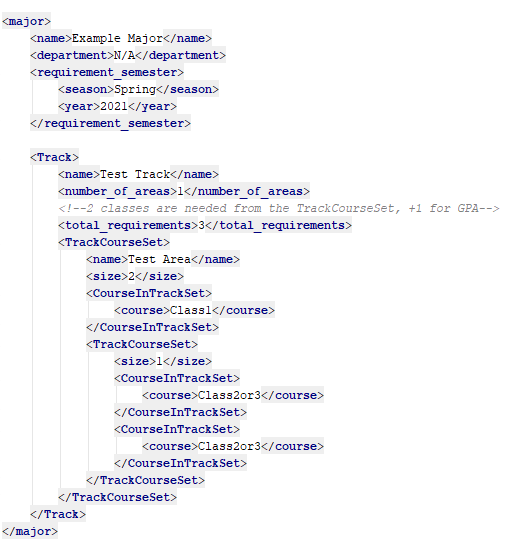 <major>
<name>Example Major</name>
<department>N/A</department>
<requirement_semester>
<season>Spring</season>
<year>2021</year>
</requirement_semester>
<Track>
<name>Test Track</name>
<number_of_areas>1</number_of_areas>
<!--2 classes are needed from the TrackCourseSet, +1 for GPA-->
<total_requirements>3</total_requirements>
<TrackCourseSet>
<name>Test Area</name>
<size>2</size>
<CourseInTrackSet>
<course>Class1</course>
</CourseInTrackSet>
<TrackCourseSet>
<size>1</size>
<CourseInTrackSet>
<course>Class2or3</course>
</CourseInTrackSet>
<CourseInTrackSet>
<course>Class2or3</course>
</CourseInTrackSet>
</TrackCourseSet>
</TrackCourseSet>
</Track>
</major>